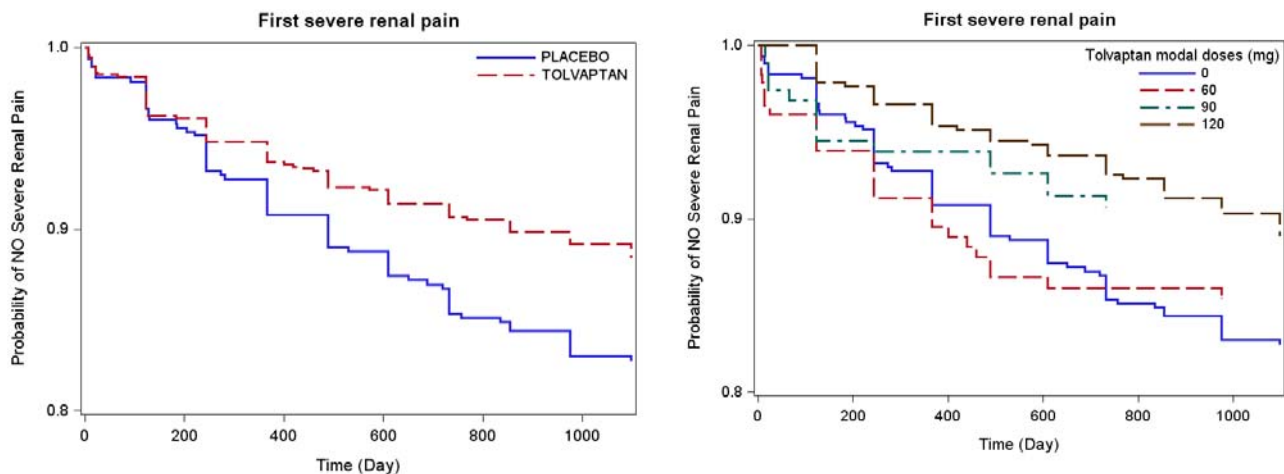 First severe renal pain
1.0
0.9
0.8
Probability of NO Severe Renal Pain
PLACEBO
TOLVAPTAN
0 200 400 600 800 1000
Time (Day)
First severe renal pain
1.0
0.9
0.8
Probability of NO Severe Renal Pain
Tolvaptan modal doses (mg)
0
60
90
120
0 200 400 600 800 1000
Time (Day)